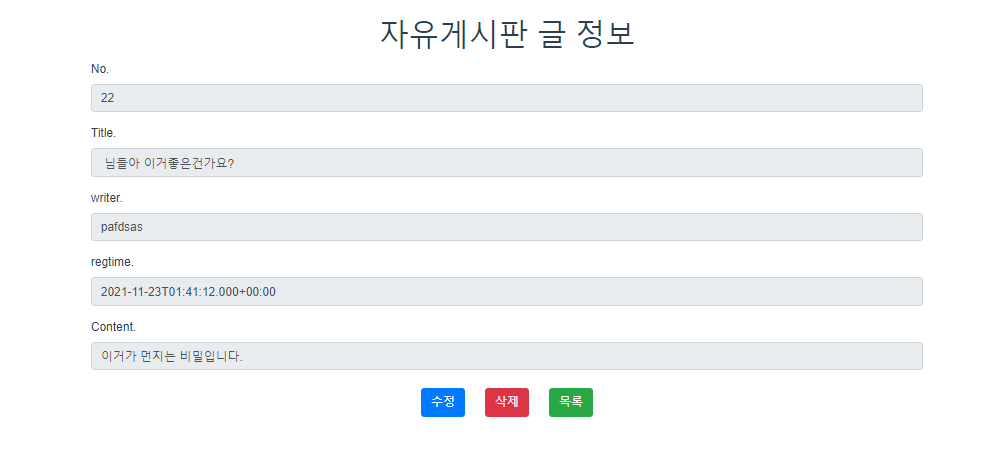 자유게시판 글 정보
No.
22
Title.
님들아 이거좋은건가요?
writer.
pafdsas
regtime.
2021-11-23T01:41:12.000+00:00
Content.
이거가 먼지는 비밀입니다.
수정 삭제 목록